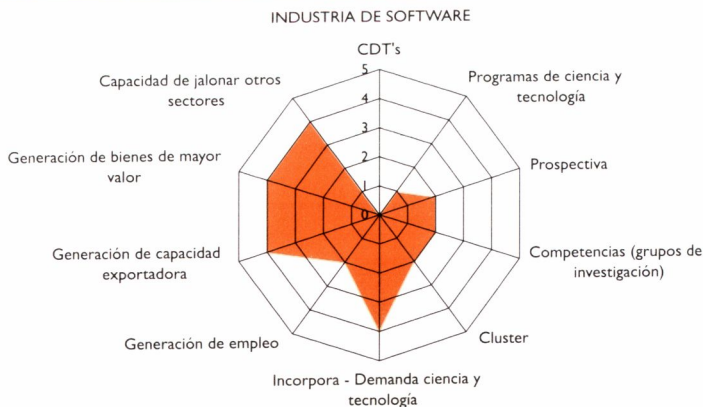 INDUSTRIA DE SOFTWARE
CDT's
Programas de ciencia y
tecnología
Prospectiva
Competencias (grupos de
investigación)
Cluster
Incorpora - Demanda ciencia y
tecnología
Generación de empleo
Generación de capacidad
exportadora
Generación de bienes de mayor
valor
Capacidad de jalonar otros
sectores
5
4
3
2
1
0